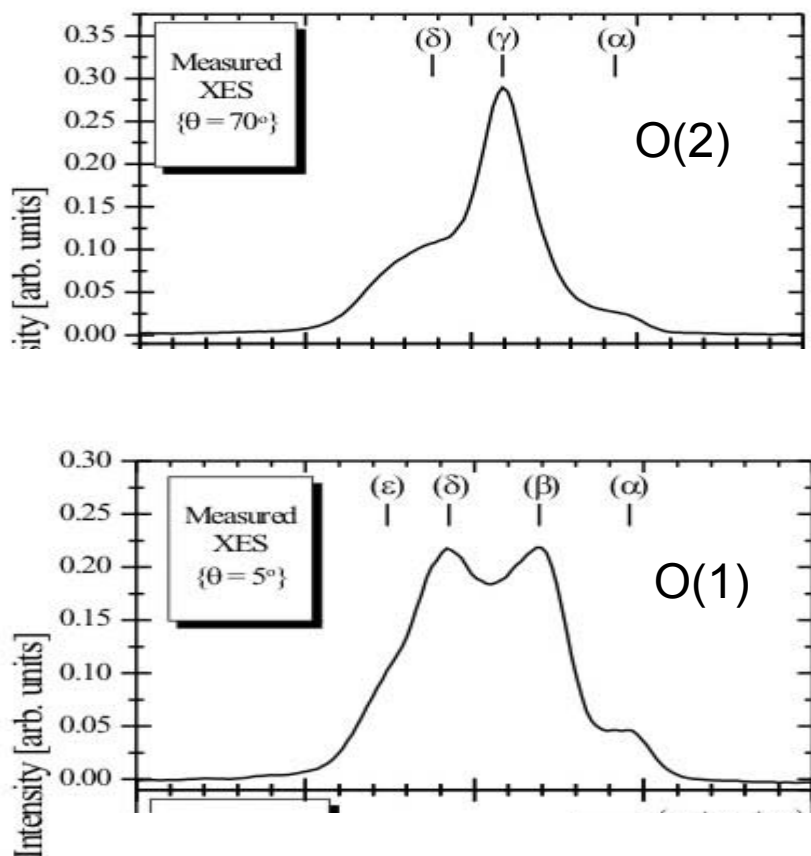 0.35
0.30
0.25
0.20
0.15
0.10
0.05
0.00
Measured
XES
{θ = 70°}
(δ) (γ) (α)
O(2)
sity [arb. units]
0.30
0.25
0.20
0.15
0.10
0.05
0.00
Measured
XES
{θ = 5°}
(ε) (δ) (β) (α)
O(1)
Intensity [arb. units]